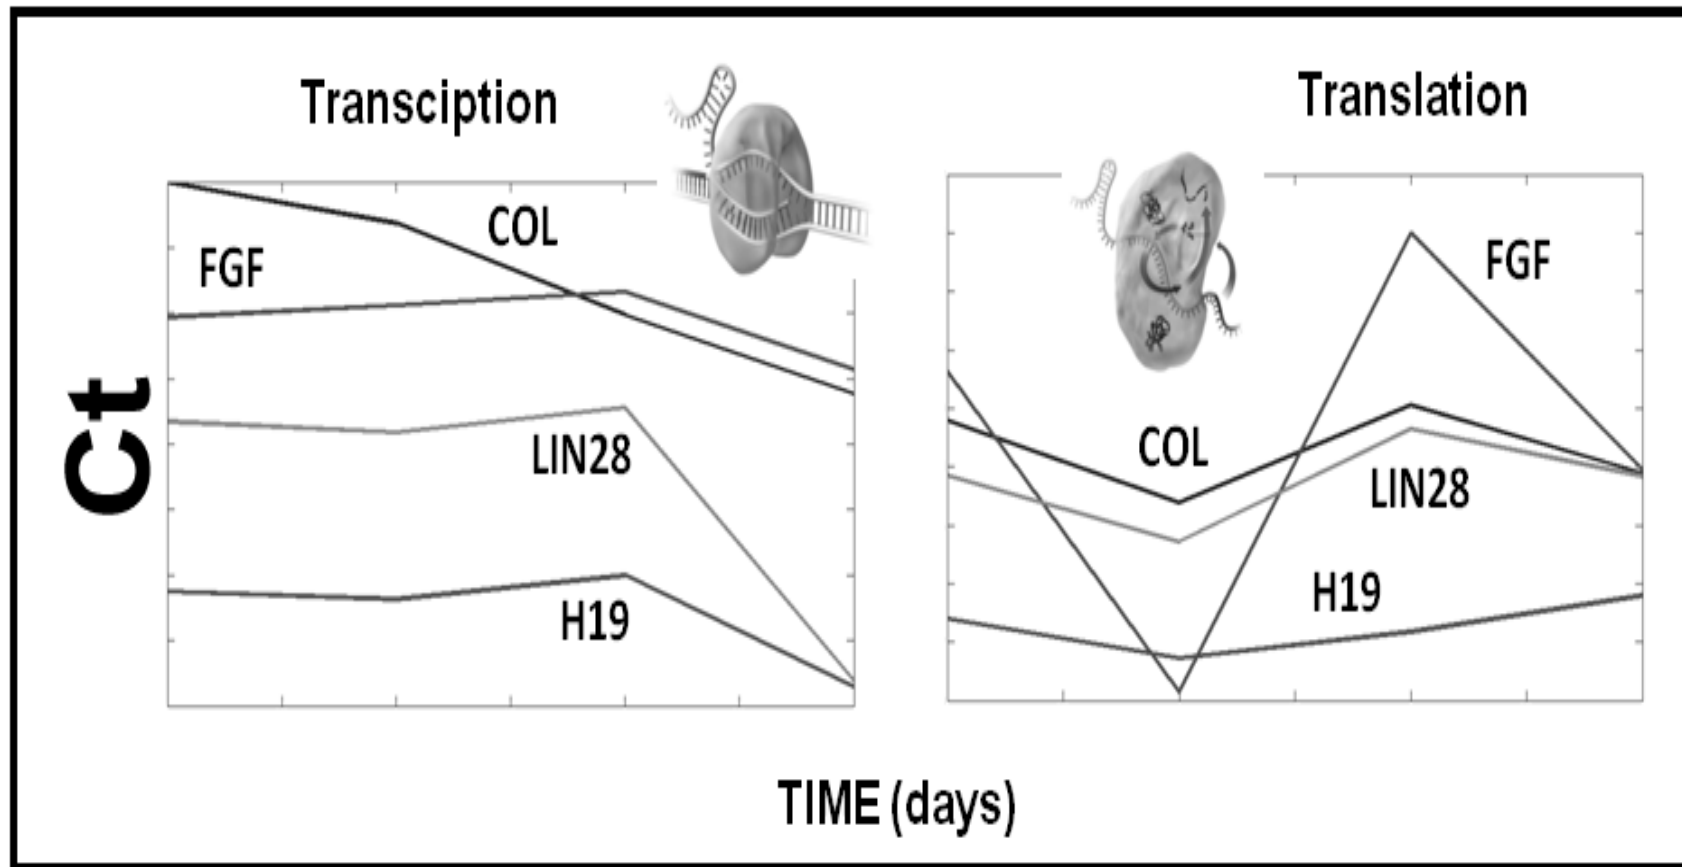 Transciption
Translation
COL
FGF
LIN28
H19
FGF
COL
LIN28
H19
Ct
TIME (days)